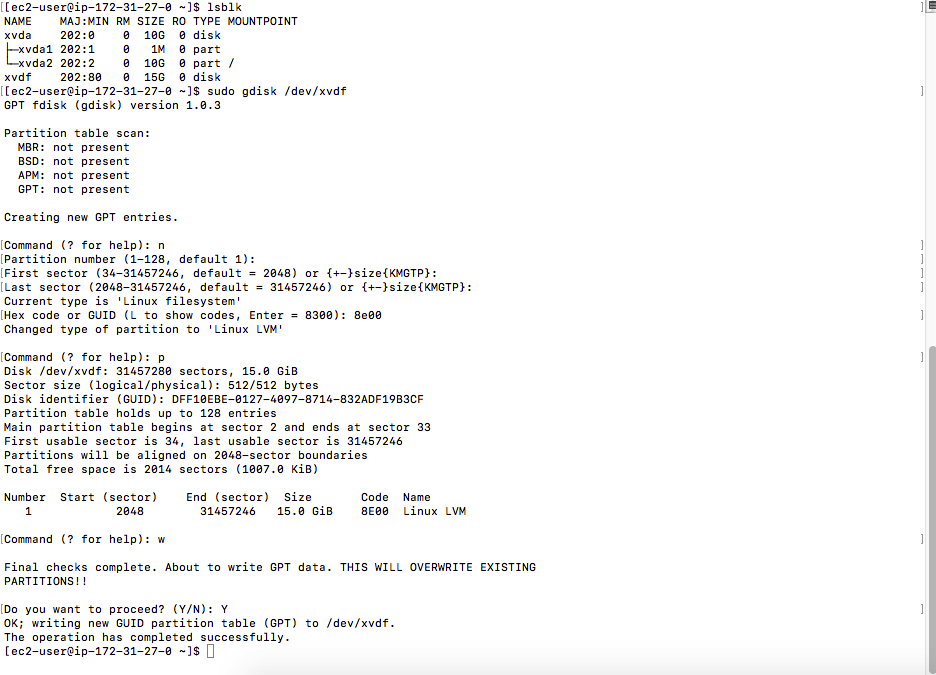 [[ec2-user@ip-172-31-27-0 ~]$ lsblk ]
NAME    MAJ:MIN RM SIZE RO TYPE MOUNTPOINT
xvda    202:0    0  10G  0 disk
├─xvda1 202:1    0   1M  0 part
└─xvda2 202:2    0  10G  0 part /
xvdf    202:80   0  15G  0 disk
[[ec2-user@ip-172-31-27-0 ~]$ sudo gdisk /dev/xvdf ]
GPT fdisk (gdisk) version 1.0.3
Partition table scan:
  MBR: not present
  BSD: not present
  APM: not present
  GPT: not present
Creating new GPT entries.
[Command (? for help): n ]
[Partition number (1-128, default 1): ]
[First sector (34-31457246, default = 2048) or {+-}size{KMGTP}: ]
[Last sector (2048-31457246, default = 31457246) or {+-}size{KMGTP}: ]
Current type is 'Linux filesystem'
[Hex code or GUID (L to show codes, Enter = 8300): 8e00 ]
Changed type of partition to 'Linux LVM'
[Command (? for help): p ]
Disk /dev/xvdf: 31457280 sectors, 15.0 GiB
Sector size (logical/physical): 512/512 bytes
Disk identifier (GUID): DFF10EBE-0127-4097-8714-832ADF19B3CF
Partition table holds up to 128 entries
Main partition table begins at sector 2 and ends at sector 33
First usable sector is 34, last usable sector is 31457246
Partitions will be aligned on 2048-sector boundaries
Total free space is 2014 sectors (1007.0 KiB)
Number  Start (sector)    End (sector)  Size       Code  Name
   1            2048        31457246   15.0 GiB    8E00  Linux LVM
[Command (? for help): w ]
Final checks complete. About to write GPT data. THIS WILL OVERWRITE EXISTING
PARTITIONS!!
[Do you want to proceed? (Y/N): Y ]
OK; writing new GUID partition table (GPT) to /dev/xvdf.
The operation has completed successfully.
[ec2-user@ip-172-31-27-0 ~]$